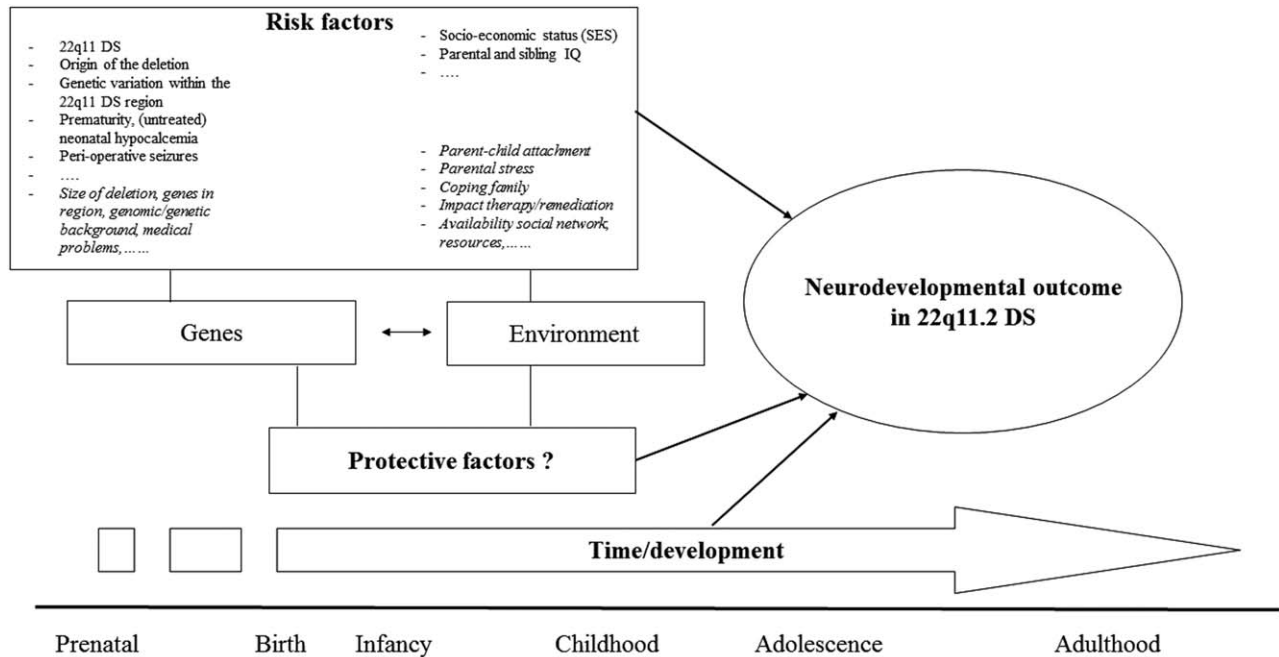 Risk factors
- 22q11 DS
- Origin of the deletion
- Genetic variation within the
22q11 DS region
- Prematurity, (untreated)
neonatal hypocalcemia
- Peri-operative seizures
- ....
- Size of deletion, genes in
region, genomic/genetic
background, medical
problems,......
- Socio-economic status (SES)
- Parental and sibling IQ
- ....
- Parent-child attachment
- Parental stress
- Coping family
- Impact therapy/remediation
- Availability social network,
resources,......
Genes
Environment
Protective factors ?
Neurodevelopmental outcome
in 22q11.2 DS
Time/development
Prenatal Birth Infancy Childhood Adolescence Adulthood